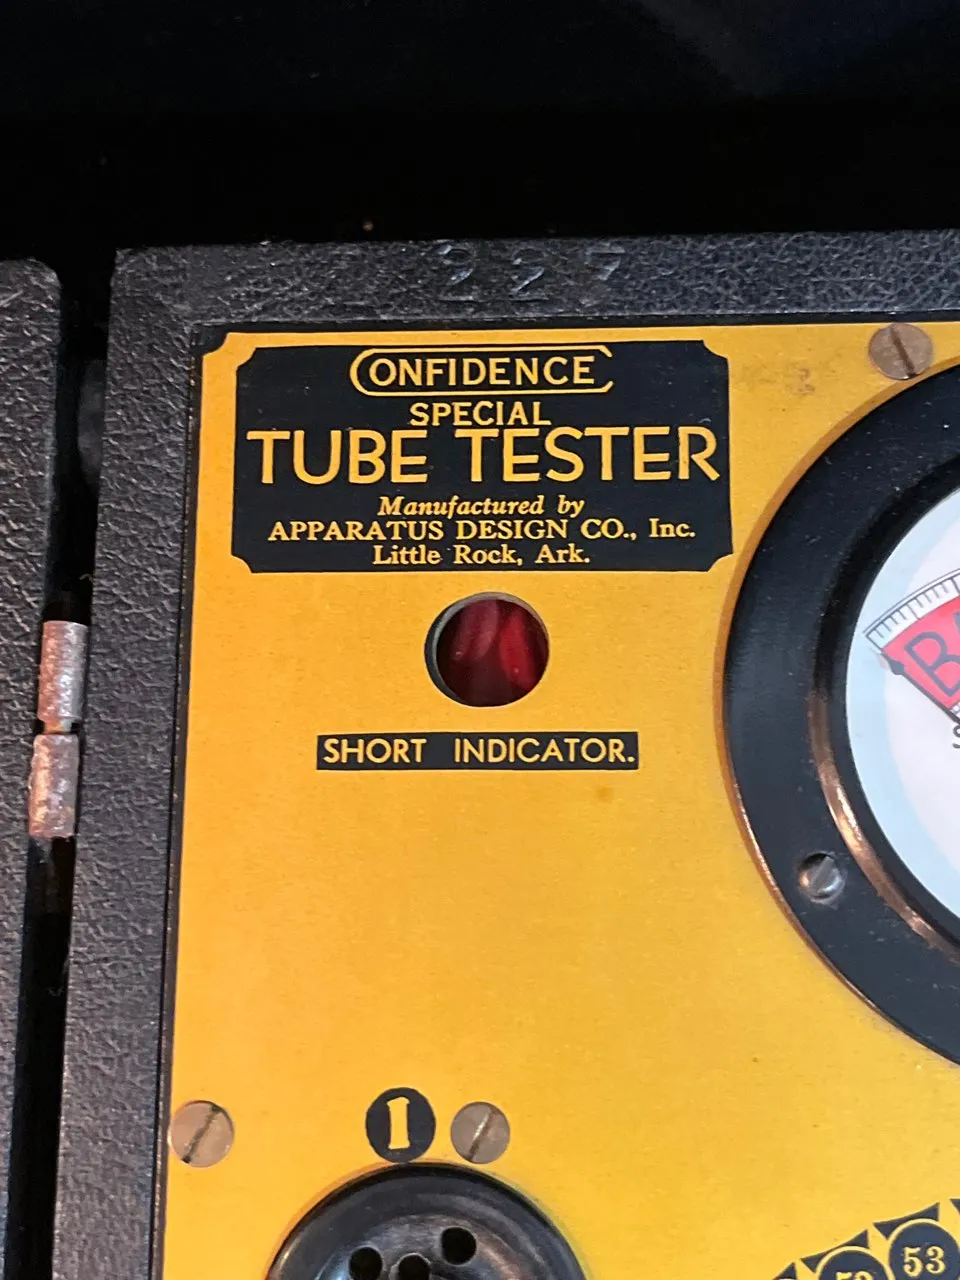 227
CONFIDENCE
SPECIAL
TUBE TESTER
Manufactured by
APPARATUS DESIGN CO., Inc.
Little Rock, Ark.
SHORT INDICATOR.
1
53